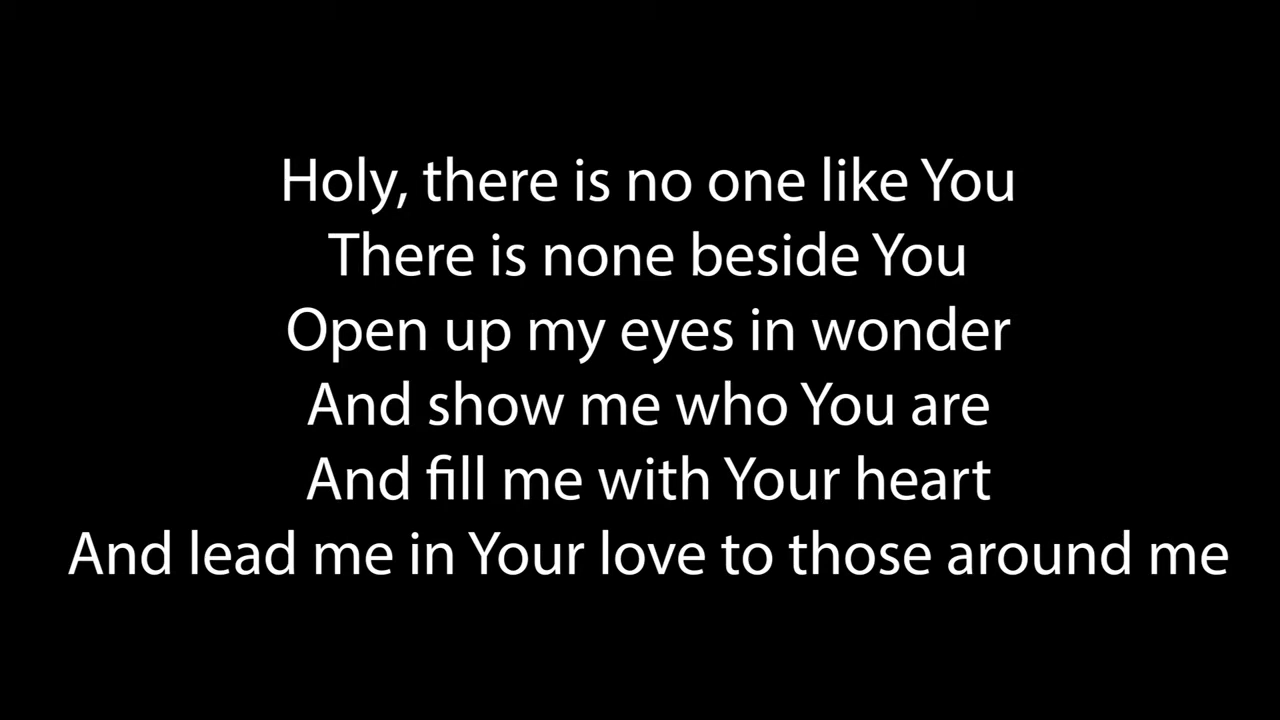 Holy, there is no one like You
There is none beside You
Open up my eyes in wonder
And show me who You are
And fill me with Your heart
And lead me in Your love to those around me